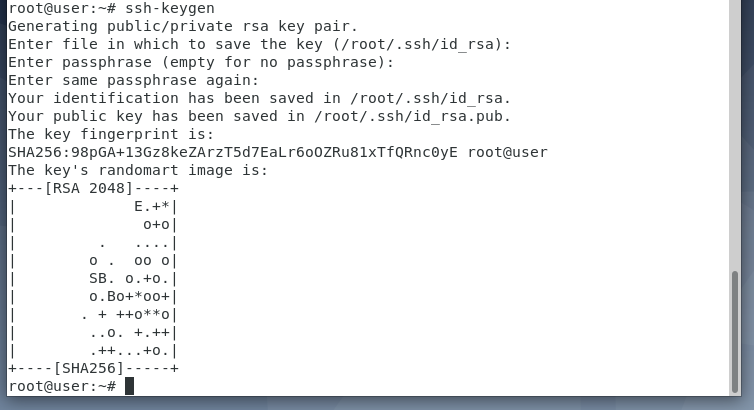 root@user:~# ssh-keygen
Generating public/private rsa key pair.
Enter file in which to save the key (/root/.ssh/id_rsa):
Enter passphrase (empty for no passphrase):
Enter same passphrase again:
Your identification has been saved in /root/.ssh/id_rsa.
Your public key has been saved in /root/.ssh/id_rsa.pub.
The key fingerprint is:
SHA256:98pGA+13Gz8keZArzT5d7EaLr6oOZRu81xTfQRnc0yE root@user
The key's randomart image is:
+---[RSA 2048]----+
|             E.+*|
|              o+o|
|         .   ....|
|        o .  oo o|
|        SB. o.+o.|
|        o.Bo+*oo+|
|       . + ++o**o|
|        ..o. +.++|
|        .++...+o.|
+----[SHA256]-----+
root@user:~#